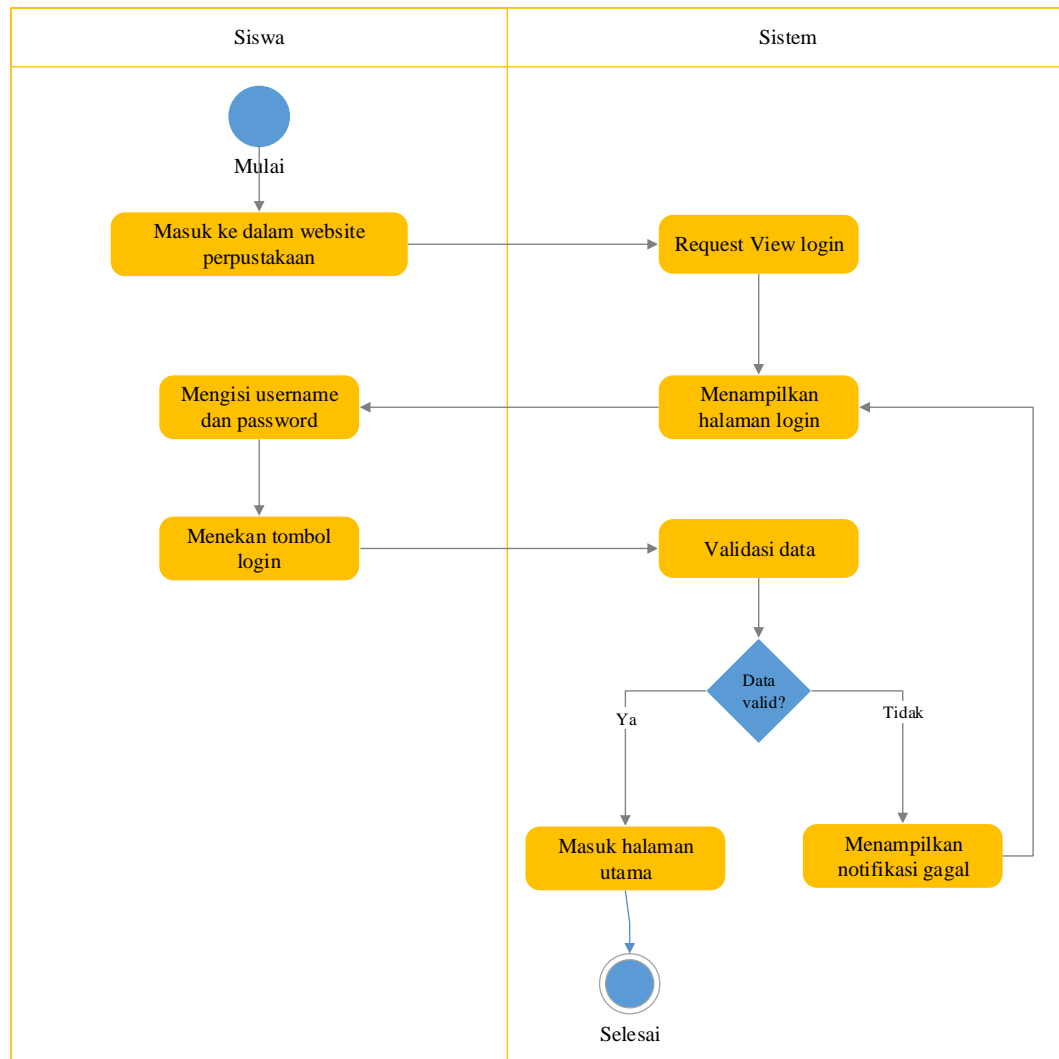 Siswa
Sistem
Mulai
Masuk ke dalam website
perpustakaan
Request View login
Mengisi username
dan password
Menampilkan
halaman login
Menekan tombol
login
Validasi data
Data
valid?
Ya
Tidak
Masuk halaman
utama
Menampilkan
notifikasi gagal
Selesai